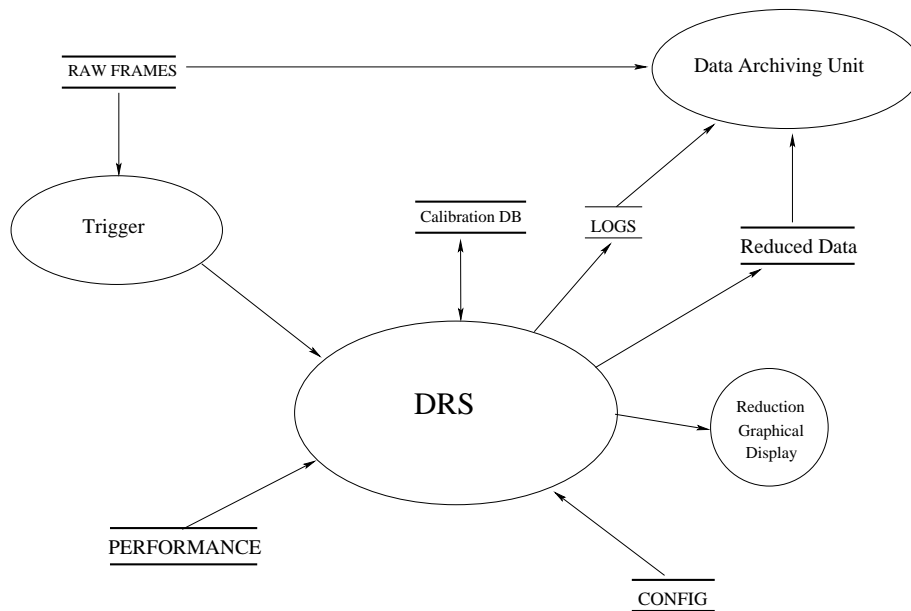 RAW FRAMES
Data Archiving Unit
Trigger
Calibration DB
LOGS
Reduced Data
DRS
Reduction
Graphical
Display
PERFORMANCE
CONFIG